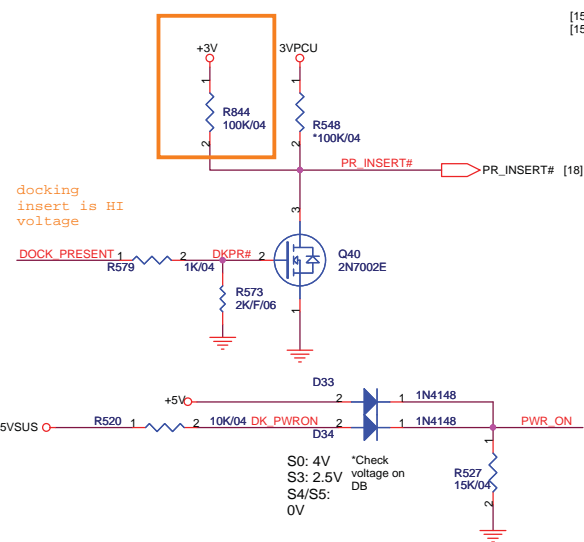 [15
[15
+3V
3VPCU
1
1
R844
100K/04
R548
*100K/04
2
2
PR_INSERT#
PR_INSERT# [18]
docking
insert is HI
voltage
3
DOCK_PRESENT
1
2
DKPR#
2
Q40
2N7002E
R579
1K/04
R573
2K/F/06
1
D33
+5V
2
1
1N4148
5VSUS
R520
1
2
10K/04
DK_PWRON
2
1
1N4148
PWR_ON
D34
1
S0: 4V
S3: 2.5V
S4/S5:
0V
*Check
voltage on
DB
R527
15K/04
2